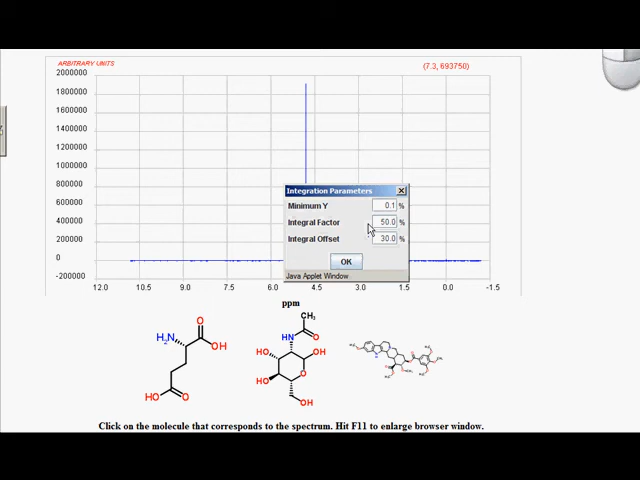 ARBITRARY UNITS
(7.3, 693750)
2000000
1800000
1600000
1400000
1200000
1000000
800000
600000
400000
200000
0
-200000
12.0 10.5 9.0 7.5 6.0 4.5 3.0 1.5 0.0 -1.5
ppm
Integration Parameters
Minimum Y 0.1 %
Integral Factor 50.0 %
Integral Offset 30.0 %
OK
Java Applet Window
H2N O OH
HO O
CH3
HN O
HO OH
HO O
OH
Click on the molecule that corresponds to the spectrum. Hit F11 to enlarge browser window.